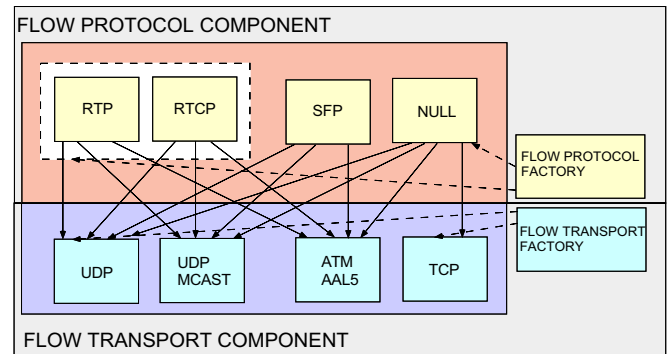 FLOW PROTOCOL COMPONENT
RTP
RTCP
SFP
NULL
FLOW PROTOCOL
FACTORY
FLOW TRANSPORT
FACTORY
UDP
UDP
MCAST
ATM
AAL5
TCP
FLOW TRANSPORT COMPONENT